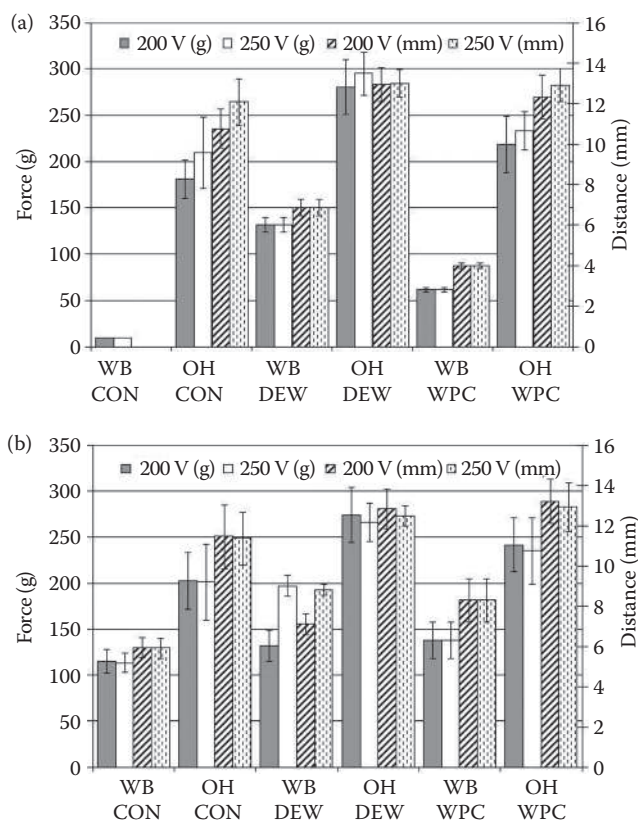 (a)
200 V (g) 250 V (g) 200 V (mm) 250 V (mm)
350
300
250
200
150
100
50
0
Force (g)
16
14
12
10
8
6
4
2
0
Distance (mm)
WB OH WB OH WB OH
CON CON DEW DEW WPC WPC
(b)
200 V (g) 250 V (g) 200 V (mm) 250 V (mm)
350
300
250
200
150
100
50
0
Force (g)
16
14
12
10
8
6
4
2
0
Distance (mm)
WB OH WB OH WB OH
CON CON DEW DEW WPC WPC